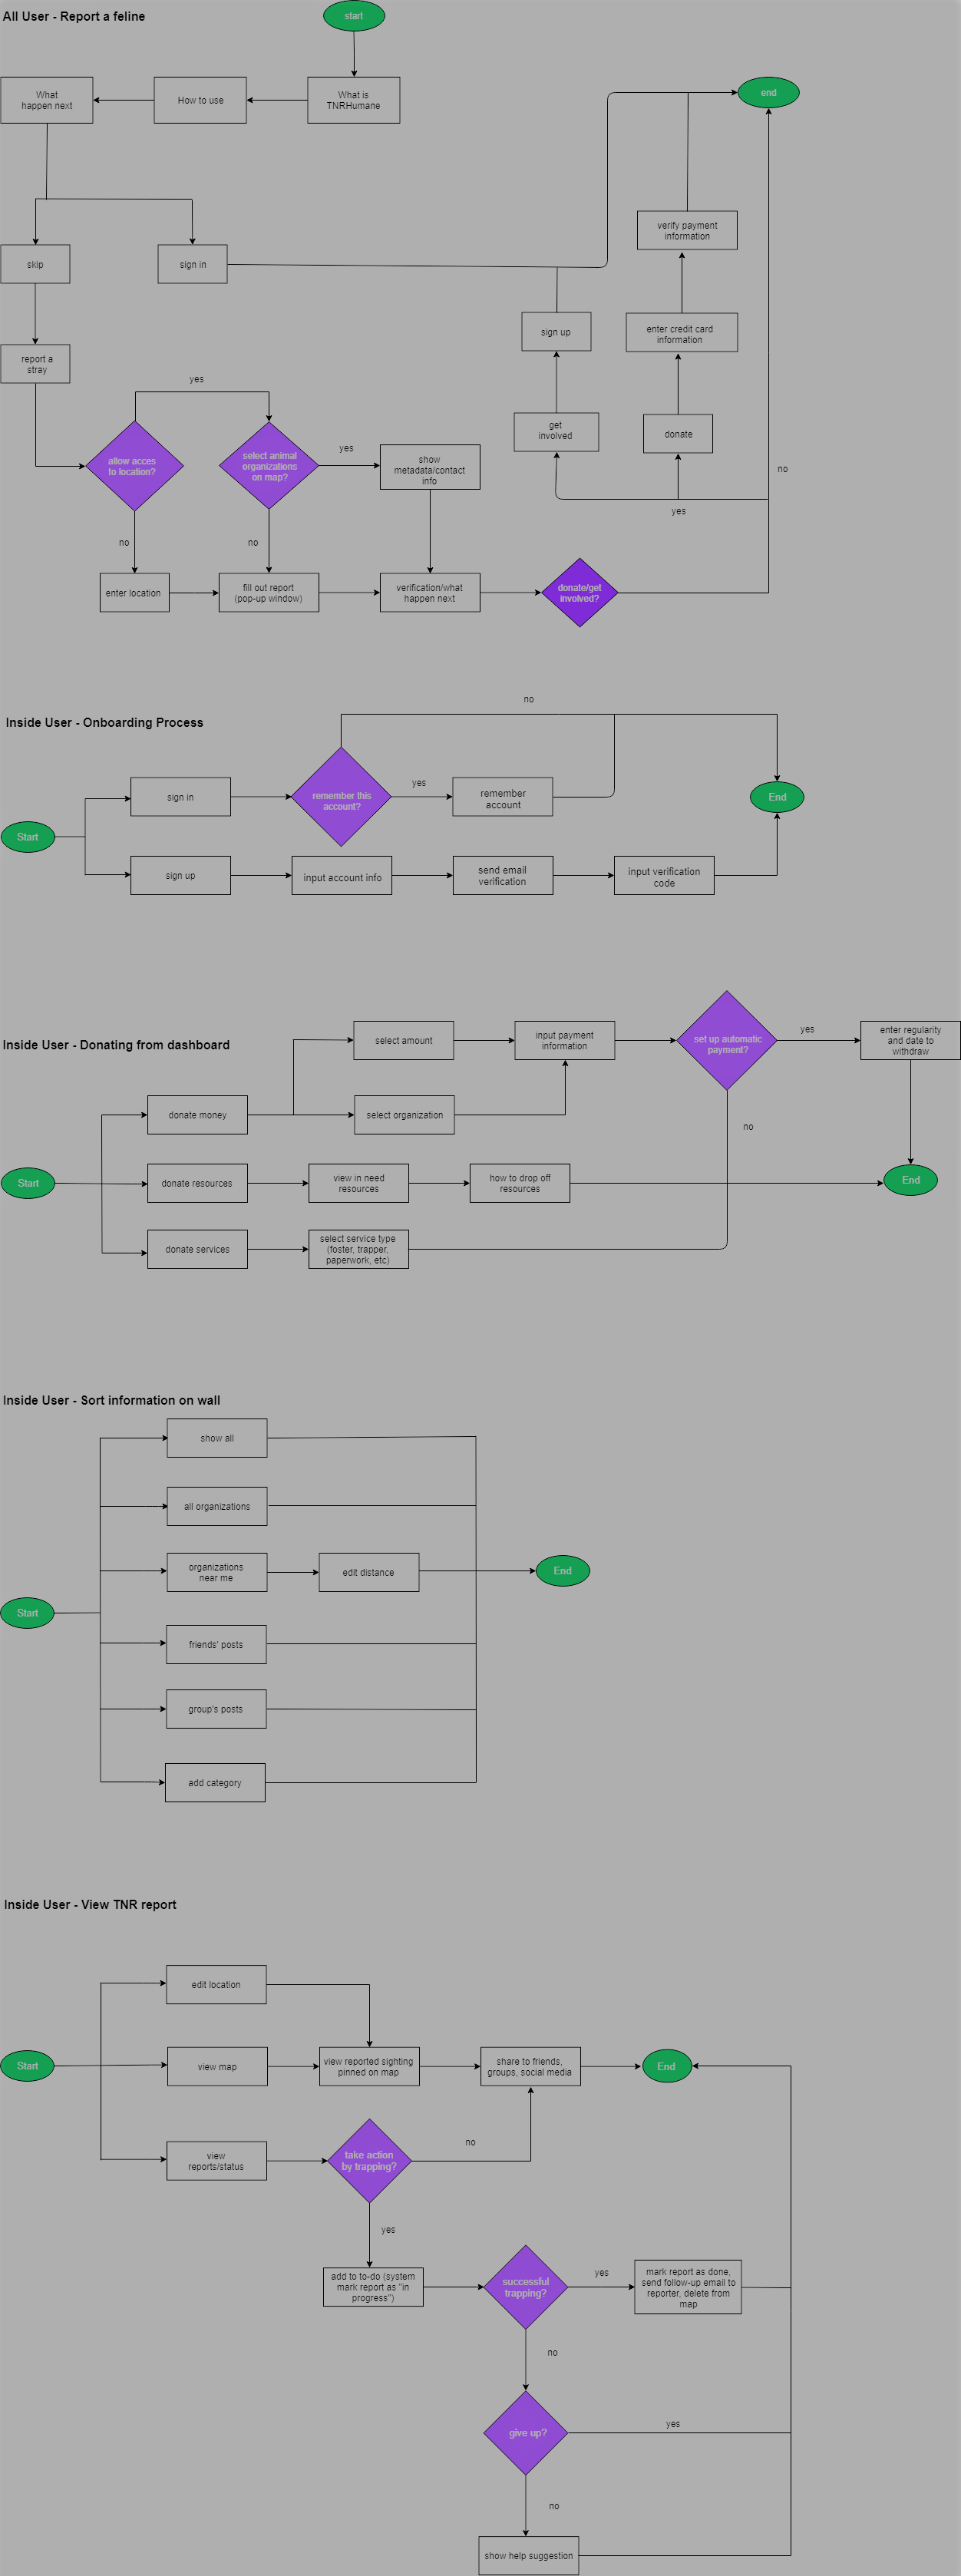 All User - Report a feline
start
What
happen next
How to use
What is
TNRHumane
end
verify payment
information
skip
sign in
sign up
enter credit card
information
report a
stray
yes
get
involved
donate
allow acces
to location?
select animal
organizations
on map?
yes
show
metadata/contact
info
no
yes
no
no
enter location
fill out report
(pop-up window)
verification/what
happen next
donate/get
involved?
Inside User - Onboarding Process
no
sign in
remember this
account?
yes
remember
account
End
Start
sign up
input account info
send email
verification
input verification
code
Inside User - Donating from dashboard
select amount
input payment
information
set up automatic
payment?
yes
enter regularity
and date to
withdraw
donate money
select organization
no
Start
donate resources
view in need
resources
how to drop off
resources
End
donate services
select service type
(foster, trapper,
paperwork, etc)
Inside User - Sort information on wall
show all
all organizations
organizations
near me
edit distance
End
Start
friends' posts
group's posts
add category
Inside User - View TNR report
edit location
Start
view map
view reported sighting
pinned on map
share to friends,
groups, social media
End
view
reports/status
take action
by trapping?
no
yes
add to to-do (system
mark report as "in
progress")
successful
trapping?
yes
mark report as done,
send follow-up email to
reporter, delete from
map
no
give up?
yes
no
show help suggestion